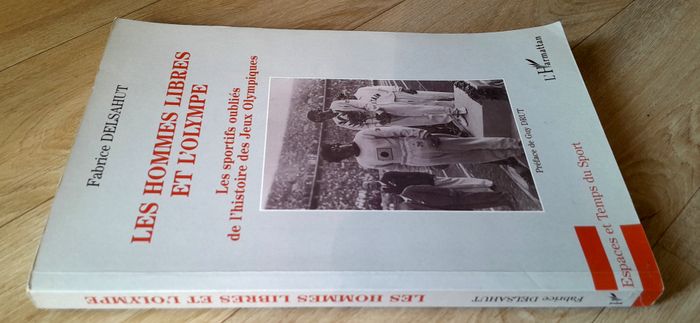 Fabrice DELSAHUT
LES HOMMES LIBRES
ET L'OLYMPE
Les sportifs oubliés
de l'histoire des Jeux Olympiques
Préface de Guy DRUT
L'Harmattan
Espaces et Temps du Sport
LES HOMMES LIBRES ET L'OLYMPE
Fabrice DELSAHUT